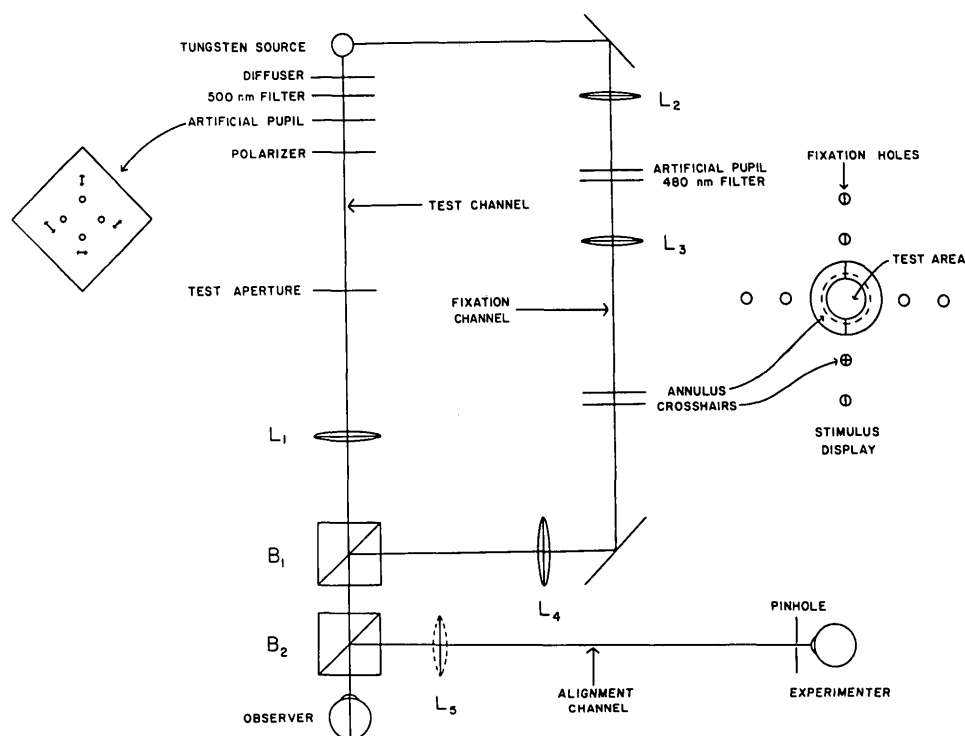 TUNGSTEN SOURCE
DIFFUSER
500 nm FILTER
ARTIFICIAL PUPIL
POLARIZER
TEST CHANNEL
TEST APERTURE
L1
B1
B2
OBSERVER
L2
ARTIFICIAL PUPIL
480 nm FILTER
L3
FIXATION
CHANNEL
ANNULUS
CROSSHAIRS
L4
L5
ALIGNMENT
CHANNEL
PINHOLE
EXPERIMENTER
FIXATION HOLES
TEST AREA
STIMULUS
DISPLAY